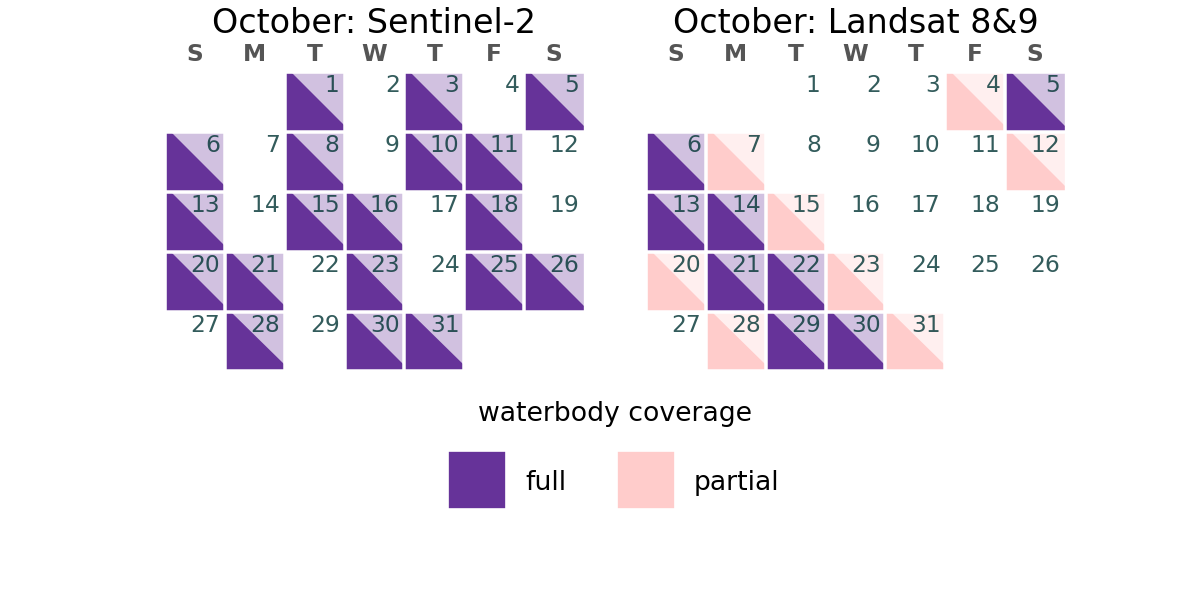 October: Sentinel-2
S M T W T F S
1 2 3 4 5
6 7 8 9 10 11 12
13 14 15 16 17 18 19
20 21 22 23 24 25 26
27 28 29 30 31
October: Landsat 8&9
S M T W T F S
1 2 3 4 5
6 7 8 9 10 11 12
13 14 15 16 17 18 19
20 21 22 23 24 25 26
27 28 29 30 31
waterbody coverage
full partial